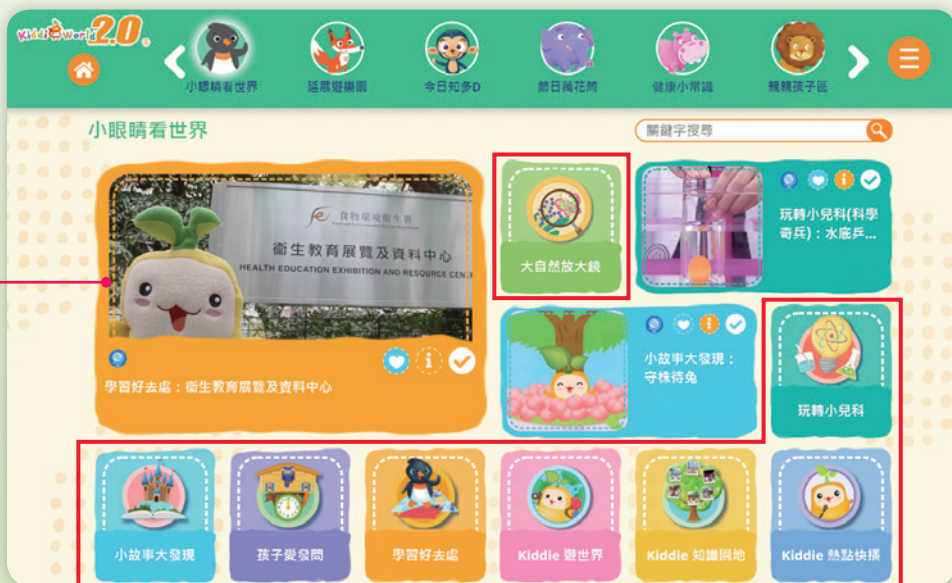 KiddiEWorld 2.0
小眼睛看世界
延展遊樂園
今日知多D
節日萬花筒
健康小常識
親親孩子區
小眼睛看世界
關鍵字搜尋
食物環境衞生署
衞生教育展覽及資料中心
HEALTH EDUCATION EXHIBITION AND RESOURCE CENT
學習好去處：衞生教育展覽及資料中心
大自然放大鏡
玩轉小兒科(科學
奇兵)：水底乒...
小故事大發現：
守株待兔
玩轉小兒科
小故事大發現
孩子愛發問
學習好去處
Kiddie 遊世界
Kiddie 知識園地
Kiddie 熱點快播